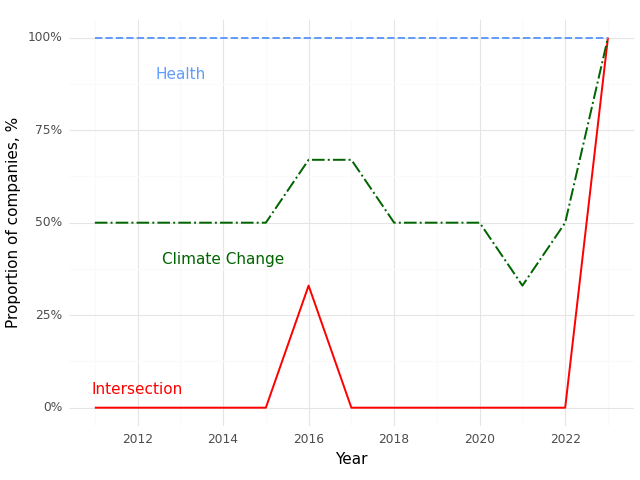 100%
Health
75%
50%
Climate Change
25%
Intersection
0%
2012 2014 2016 2018 2020 2022
Year
Proportion of companies, %